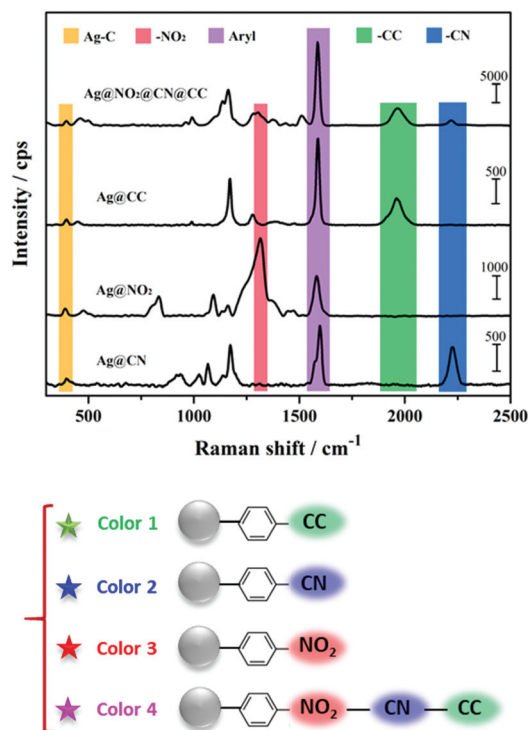 Ag-C -NO₂ Aryl -CC -CN
Ag@NO₂@CN@CC
5000
Ag@CC
500
Ag@NO₂
1000
Ag@CN
500
Intensity / cps
500 1000 1500 2000 2500
Raman shift / cm⁻¹
Color 1 CC
Color 2 CN
Color 3 NO₂
Color 4 NO₂ CN CC